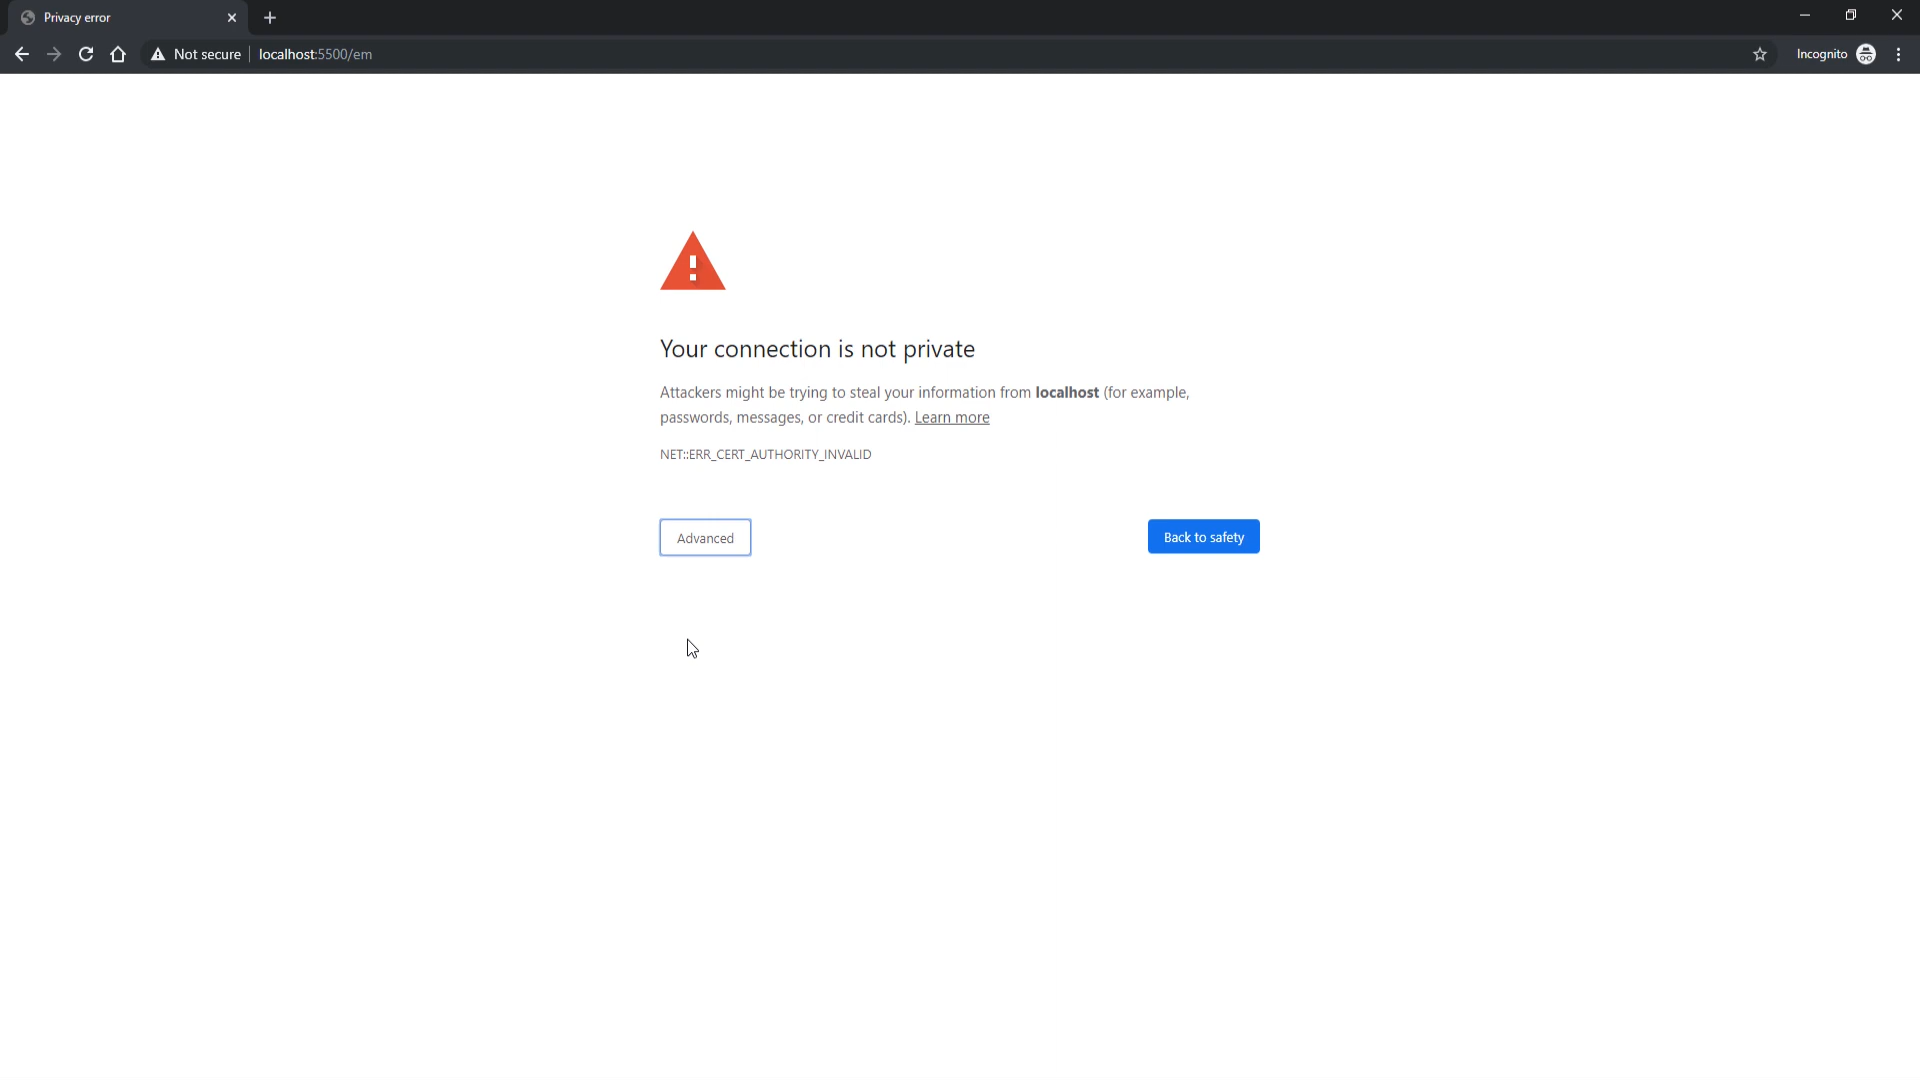 Privacy error
Not secure localhost:5500/em
Incognito
Your connection is not private
Attackers might be trying to steal your information from localhost (for example,
passwords, messages, or credit cards). Learn more
NET::ERR_CERT_AUTHORITY_INVALID
Advanced
Back to safety